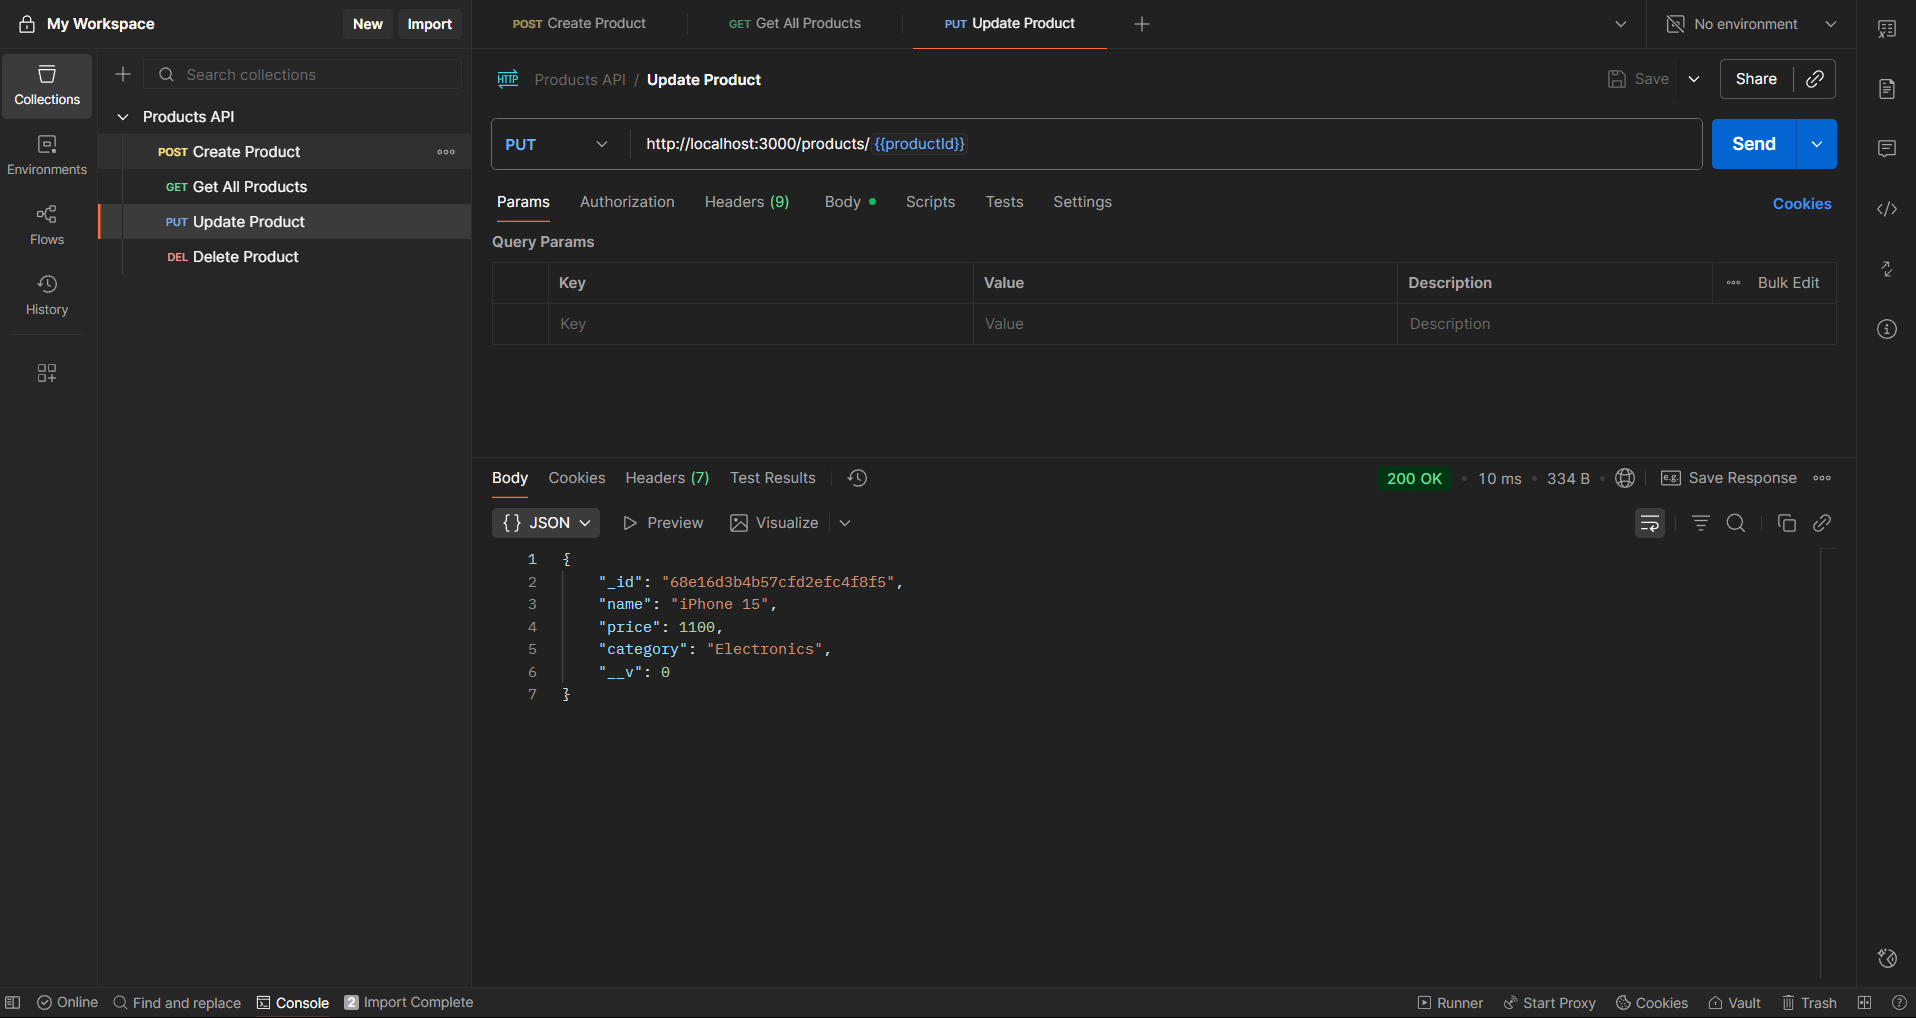 My Workspace
New
Import
POST Create Product
GET Get All Products
PUT Update Product
No environment
Collections
Environments
Flows
History
Search collections
Products API
POST Create Product
GET Get All Products
PUT Update Product
DEL Delete Product
HTTP Products API / Update Product
Save
Share
PUT
http://localhost:3000/products/{{productId}}
Send
Params
Authorization
Headers (9)
Body
Scripts
Tests
Settings
Cookies
Query Params
Key
Value
Description
Bulk Edit
Key
Value
Description
Body
Cookies
Headers (7)
Test Results
200 OK
10 ms
334 B
e.g. Save Response
{ } JSON
Preview
Visualize
1 {
2 "_id": "68e16d3b4b57cfd2efc4f8f5",
3 "name": "iPhone 15",
4 "price": 1100,
5 "category": "Electronics",
6 "__v": 0
7 }
Online
Find and replace
Console
2 Import Complete
Runner
Start Proxy
Cookies
Vault
Trash